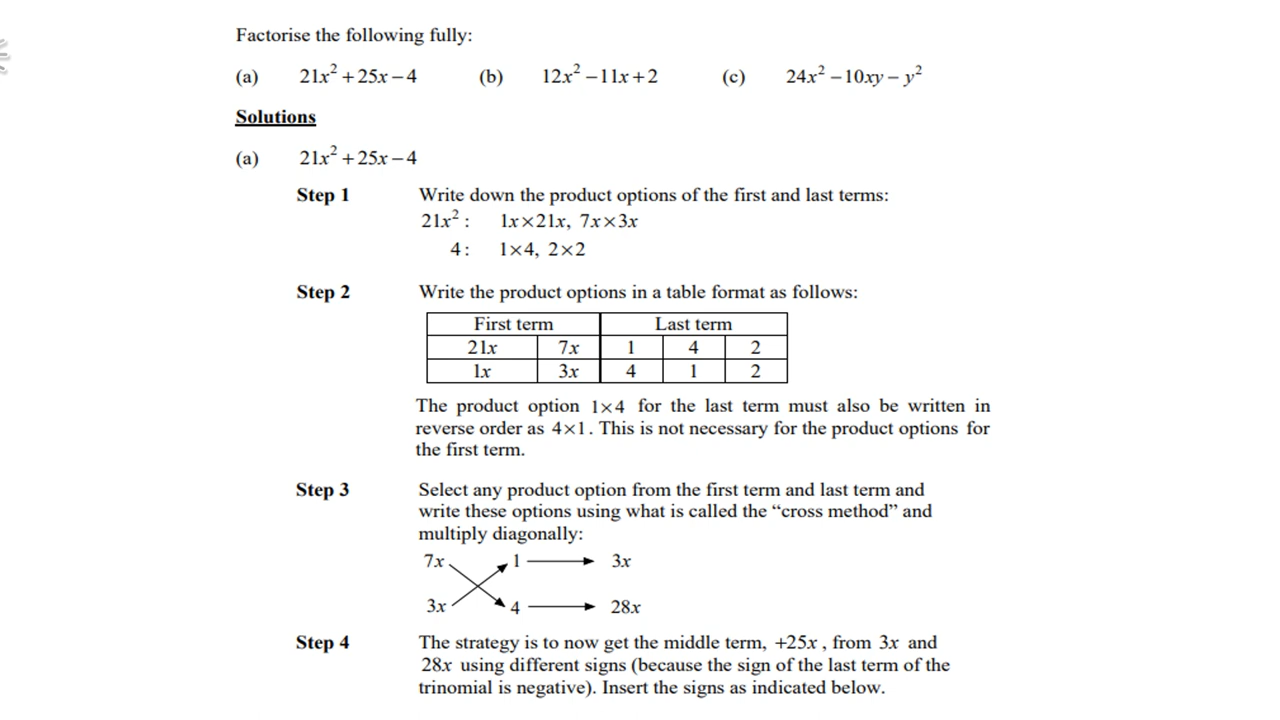 Factorise the following fully:
(a) 21x² + 25x − 4 (b) 12x² − 11x + 2 (c) 24x² − 10xy − y²
Solutions
(a) 21x² + 25x − 4
Step 1 Write down the product options of the first and last terms:
21x² : 1x×21x, 7x×3x
4: 1×4, 2×2
Step 2 Write the product options in a table format as follows:
First term Last term
21x 7x 1 4 2
1x 3x 4 1 2
The product option 1×4 for the last term must also be written in
reverse order as 4×1. This is not necessary for the product options for
the first term.
Step 3 Select any product option from the first term and last term and
write these options using what is called the “cross method” and
multiply diagonally:
7x 1 3x
3x 4 28x
Step 4 The strategy is to now get the middle term, +25x, from 3x and
28x using different signs (because the sign of the last term of the
trinomial is negative). Insert the signs as indicated below.